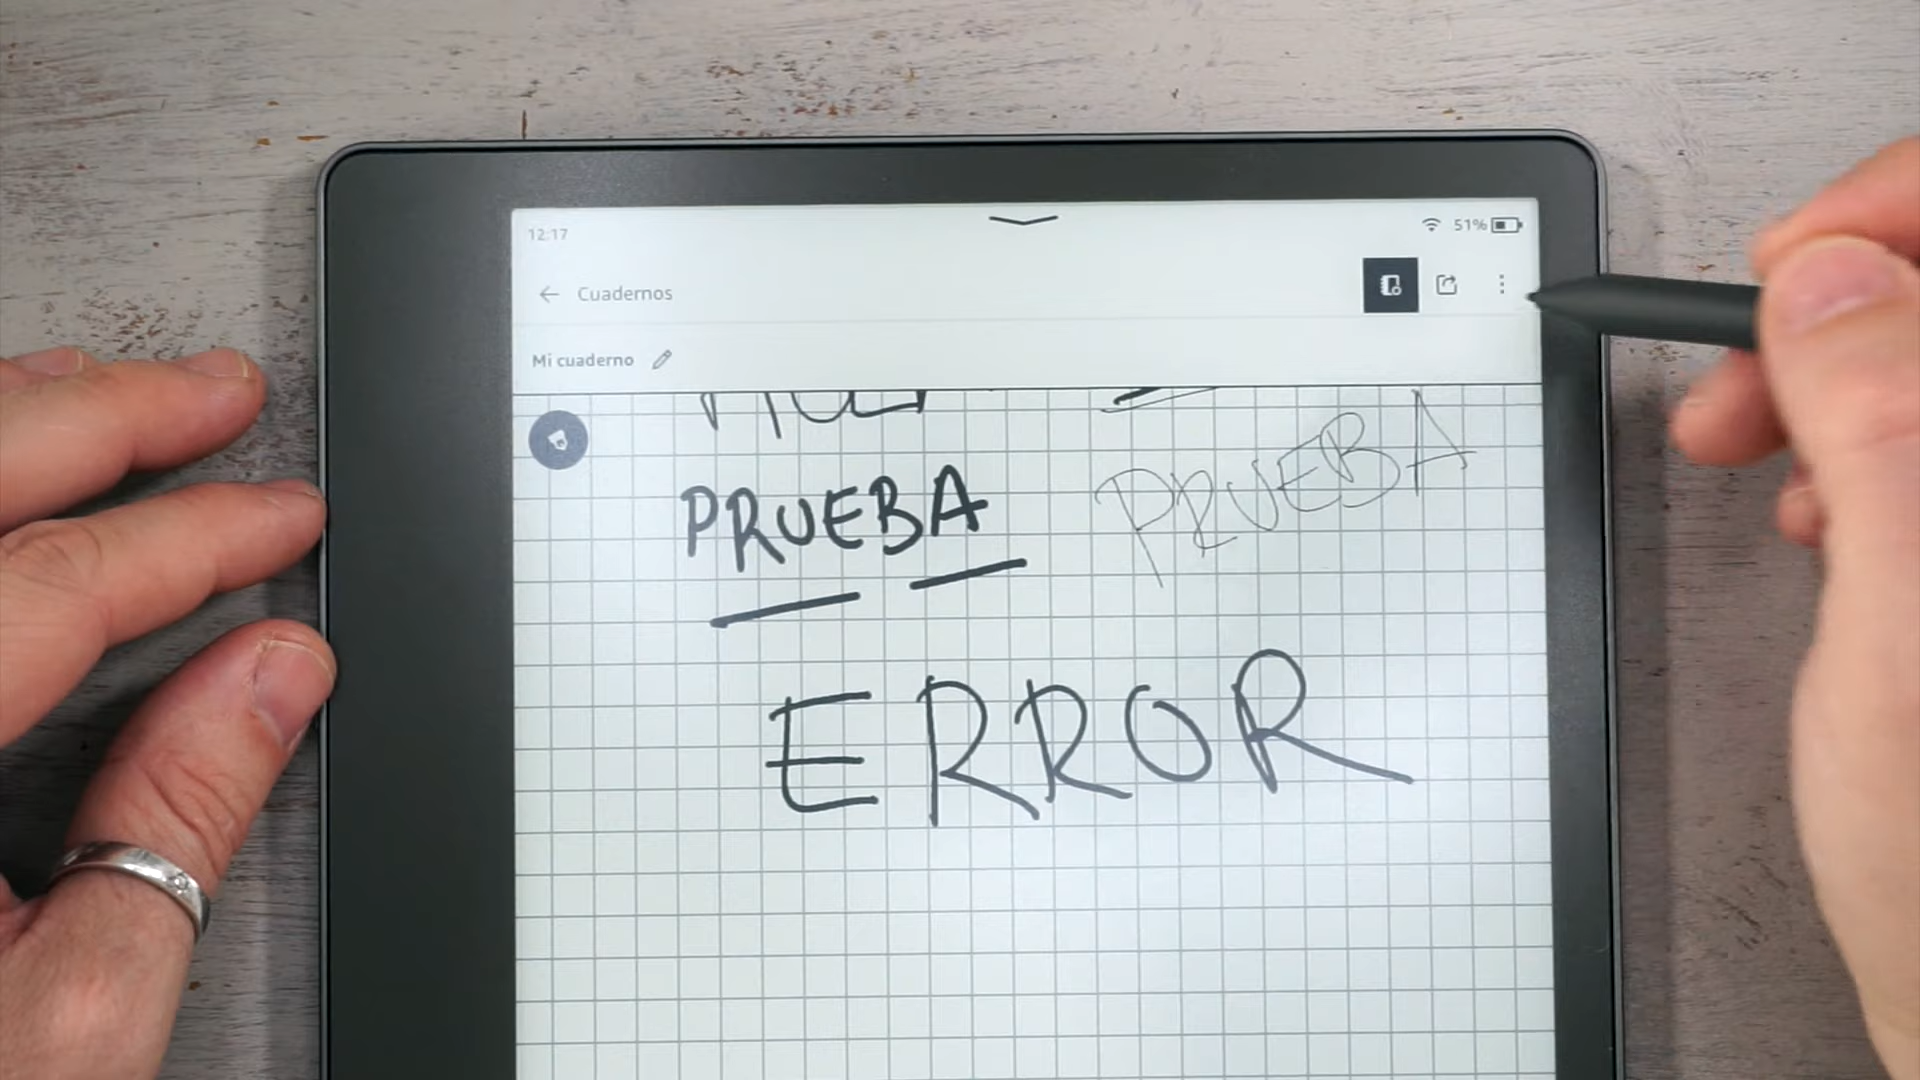 12:17 51%
Cuadernos
Mi cuaderno
PRUEBA PRUEBA
ERROR